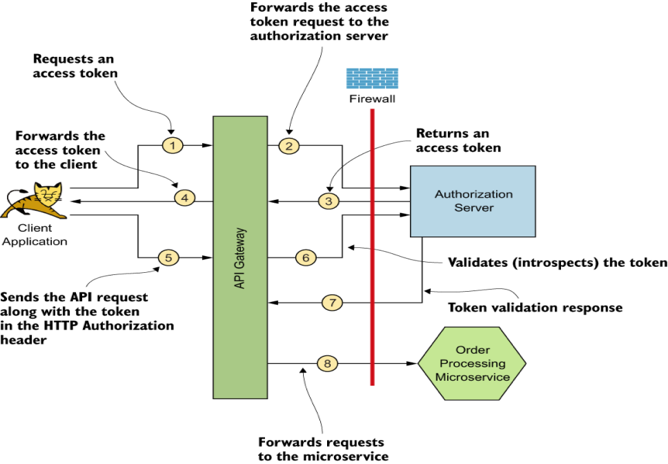 Forwards the access
token request to the
authorization server
Requests an
access token
Firewall
Forwards the
access token
to the client
Returns an
access token
1
2
3
4
Client
Application
API Gateway
Authorization
Server
5
6
Validates (introspects) the token
7
Token validation response
Sends the API request
along with the token
in the HTTP Authorization
header
8
Order
Processing
Microservice
Forwards requests
to the microservice